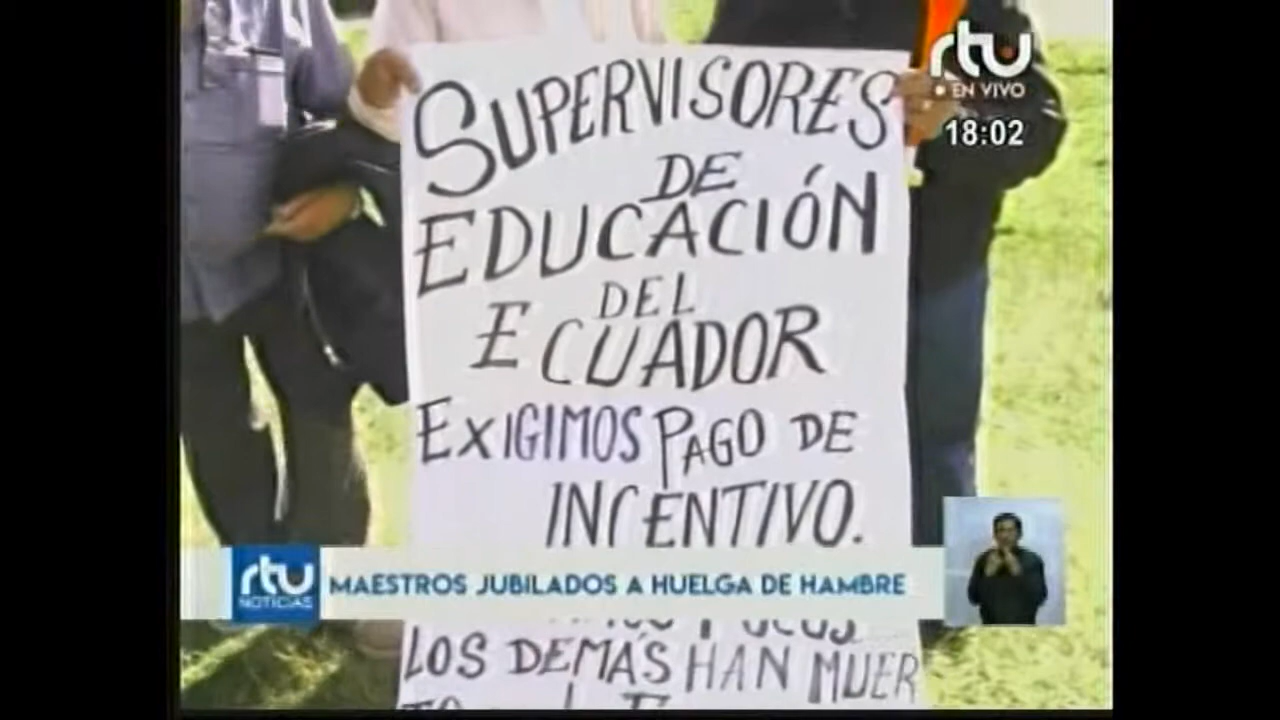 SUPERVISORES
DE
EDUCACIÓN
DEL
ECUADOR
EXIGIMOS PAGO DE
INCENTIVO.
LOS DEMÁS HAN MUER
rtu
• EN VIVO
18:02
rtu
NOTICIAS
MAESTROS JUBILADOS A HUELGA DE HAMBRE